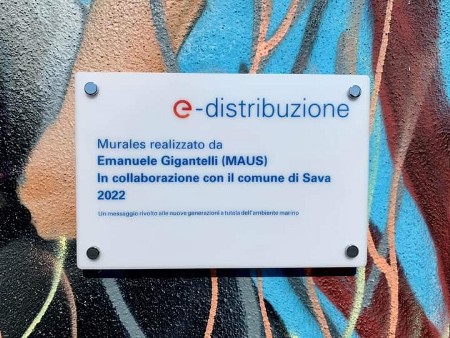 e-distribuzione
Murales realizzato da
Emanuele Gigantelli (MAUS)
In collaborazione con il comune di Sava
2022
Un messaggio rivolto alle nuove generazioni a tutela dell'ambiente marino